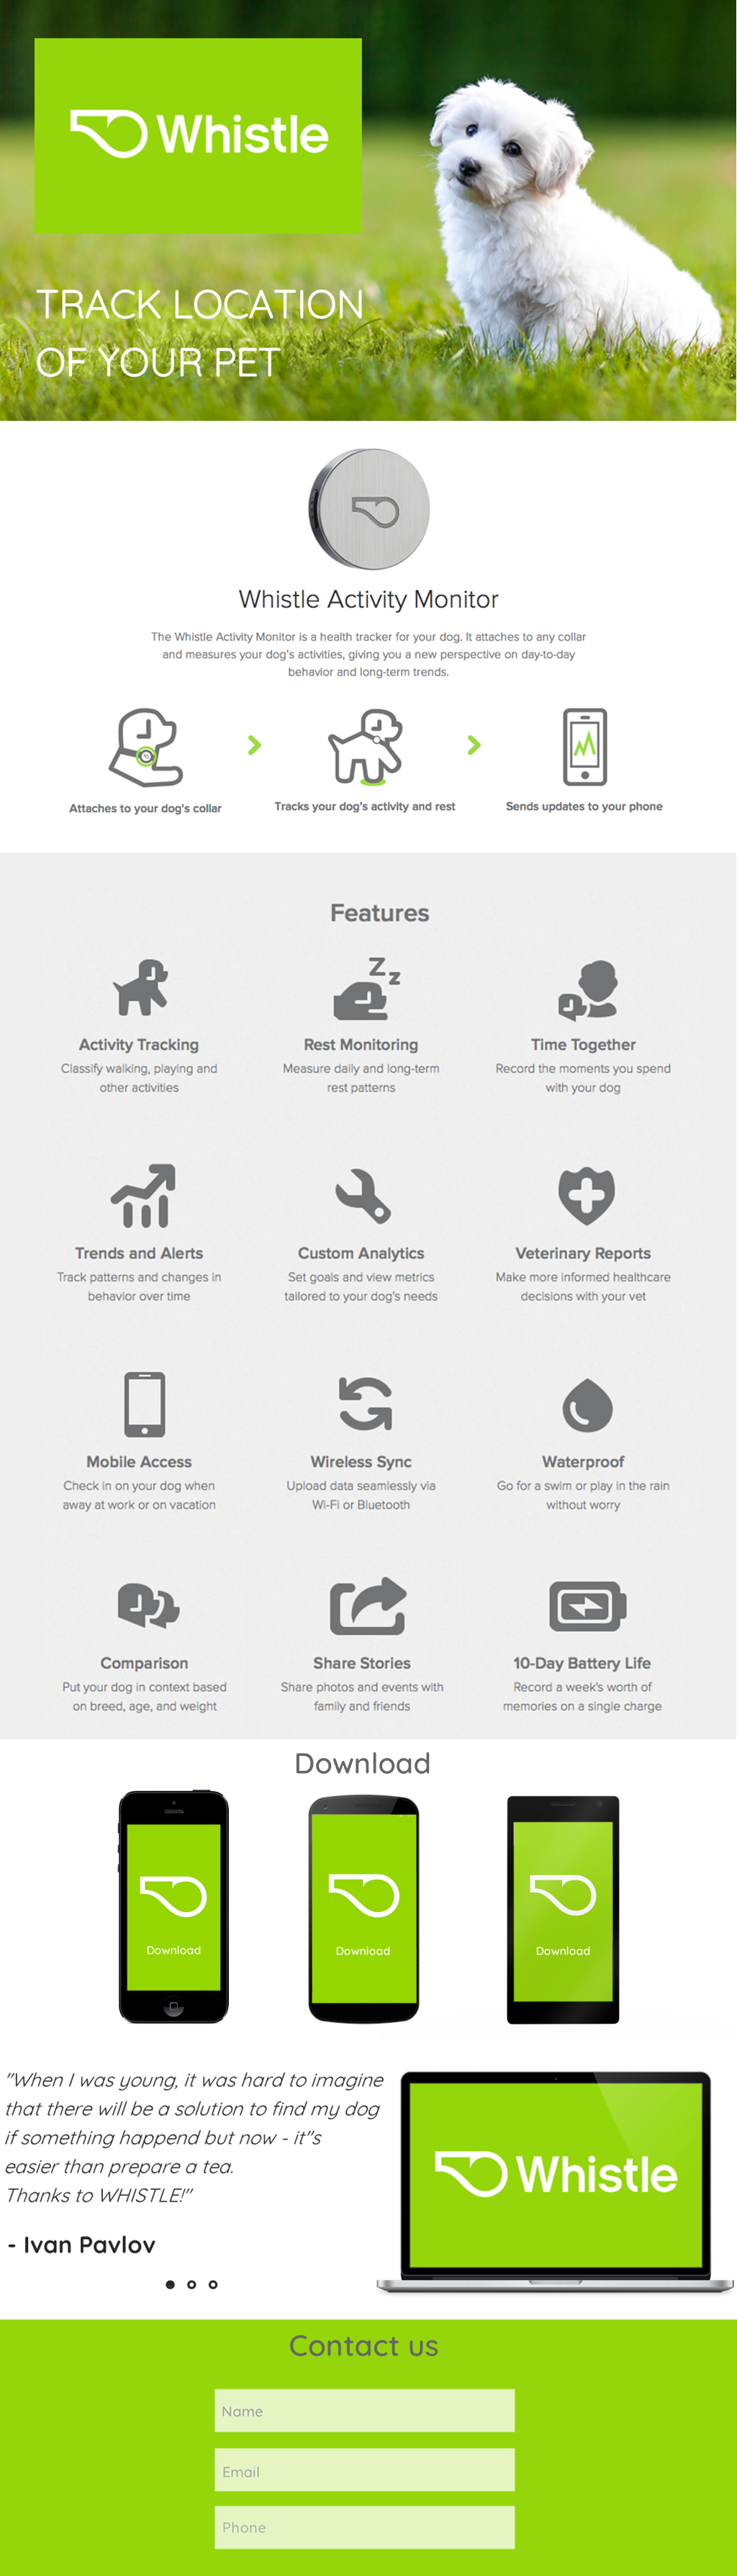 Whistle
TRACK LOCATION
OF YOUR PET
Whistle Activity Monitor
The Whistle Activity Monitor is a health tracker for your dog. It attaches to any collar
and measures your dog's activities, giving you a new perspective on day-to-day
behavior and long-term trends.
Attaches to your dog's collar
Tracks your dog's activity and rest
Sends updates to your phone
Features
Activity Tracking
Classify walking, playing and
other activities
Rest Monitoring
Measure daily and long-term
rest patterns
Time Together
Record the moments you spend
with your dog
Trends and Alerts
Track patterns and changes in
behavior over time
Custom Analytics
Set goals and view metrics
tailored to your dog's needs
Veterinary Reports
Make more informed healthcare
decisions with your vet
Mobile Access
Check in on your dog when
away at work or on vacation
Wireless Sync
Upload data seamlessly via
Wi-Fi or Bluetooth
Waterproof
Go for a swim or play in the rain
without worry
Comparison
Put your dog in context based
on breed, age, and weight
Share Stories
Share photos and events with
family and friends
10-Day Battery Life
Record a week's worth of
memories on a single charge
Download
Download
Download
Download
"When I was young, it was hard to imagine
that there will be a solution to find my dog
if something happend but now - it"s
easier than prepare a tea.
Thanks to WHISTLE!"
- Ivan Pavlov
Whistle
Contact us
Name
Email
Phone